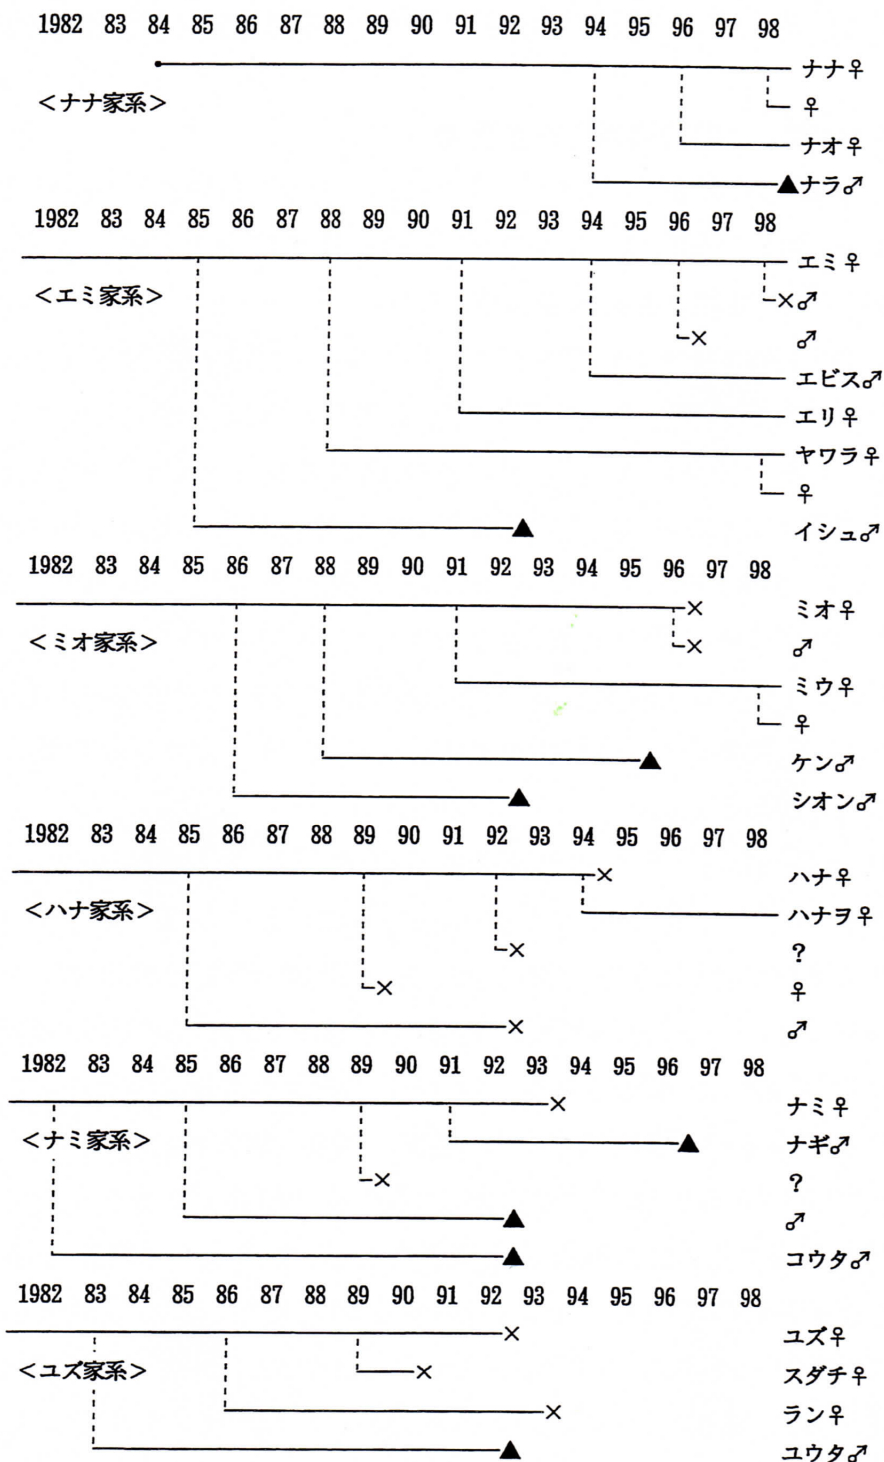 1982 83 84 85 86 87 88 89 90 91 92 93 94 95 96 97 98
ナナ♀
<ナナ家系>
♀
ナオ♀
▲ナラ♂
1982 83 84 85 86 87 88 89 90 91 92 93 94 95 96 97 98
エミ♀
<エミ家系>
×♂
× ♂
エビス♂
エリ♀
ヤワラ♀
♀
▲ イシュ♂
1982 83 84 85 86 87 88 89 90 91 92 93 94 95 96 97 98
× ミオ♀
<ミオ家系>
× ♂
ミウ♀
♀
▲ ケン♂
▲ シオン♂
1982 83 84 85 86 87 88 89 90 91 92 93 94 95 96 97 98
× ハナ♀
<ハナ家系>
ハナヲ♀
× ?
× ♀
× ♂
1982 83 84 85 86 87 88 89 90 91 92 93 94 95 96 97 98
× ナミ♀
<ナミ家系>
▲ ナギ♂
× ?
▲ ♂
▲ コウタ♂
1982 83 84 85 86 87 88 89 90 91 92 93 94 95 96 97 98
× ユズ♀
<ユズ家系>
× スダチ♀
× ラン♀
▲ ユウタ♂